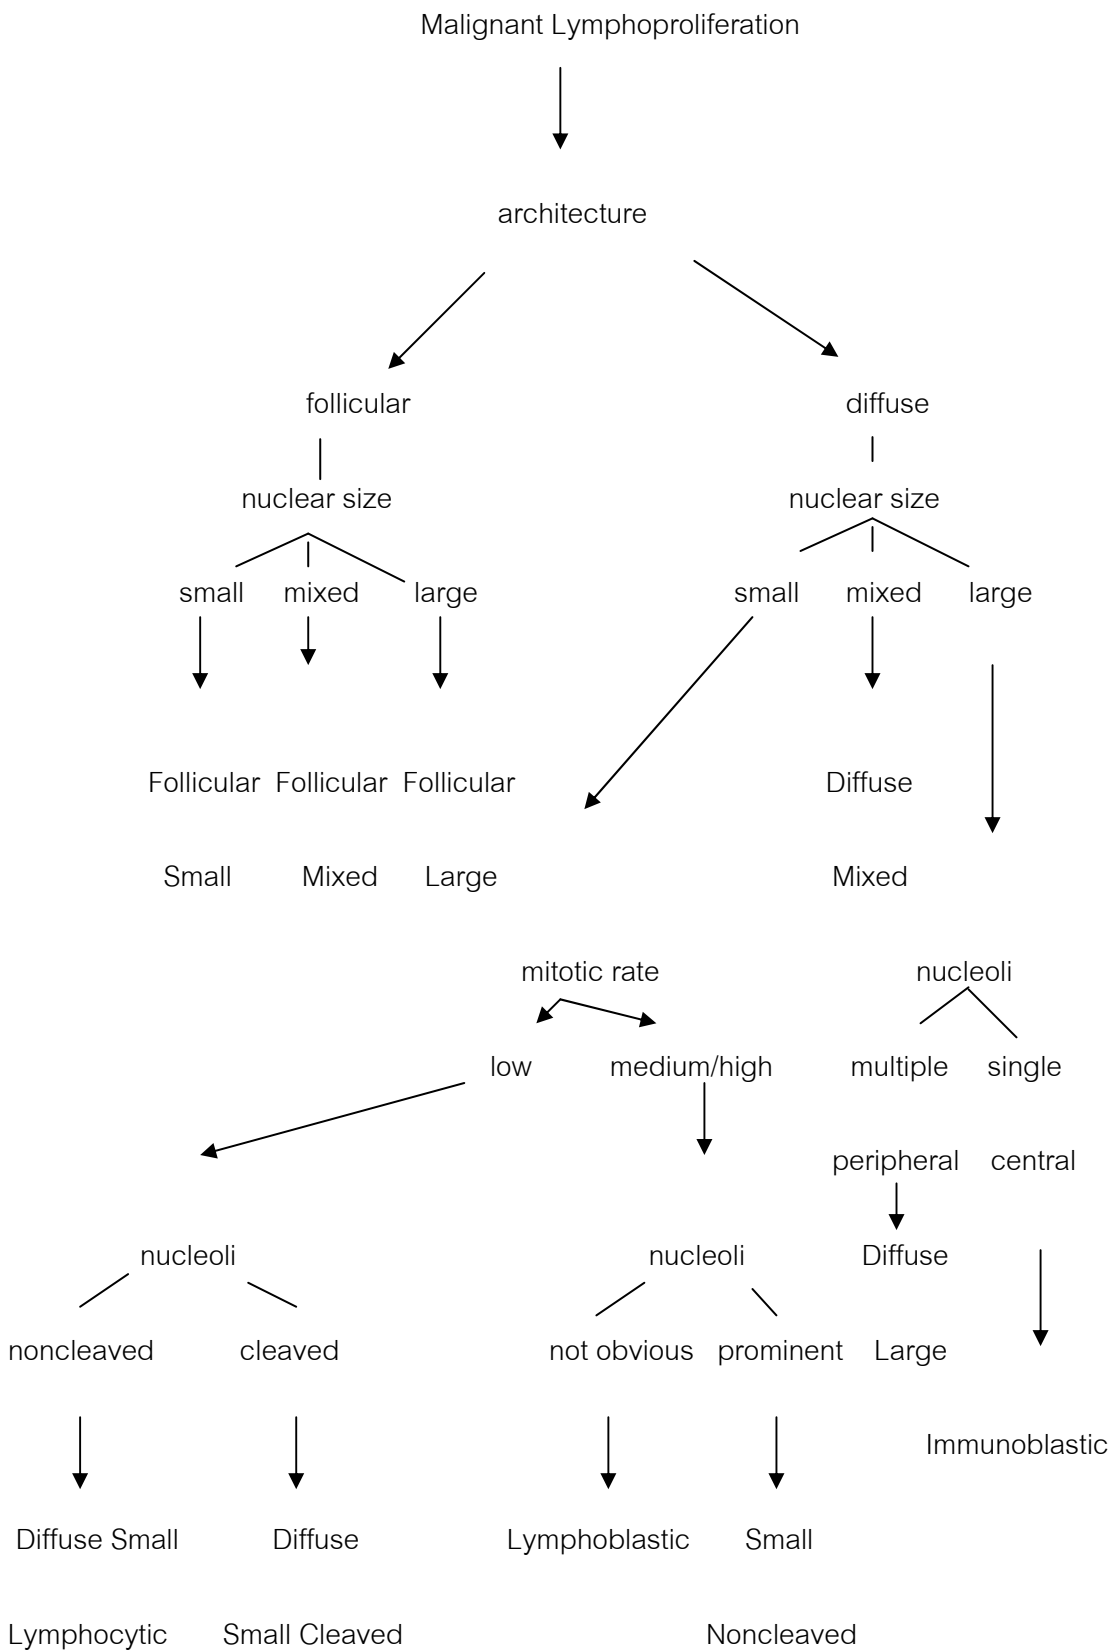 Malignant Lymphoproliferation
architecture
follicular diffuse
nuclear size nuclear size
small mixed large small mixed large
Follicular Follicular Follicular Diffuse
Small Mixed Large Mixed
mitotic rate nucleoli
low medium/high multiple single
peripheral central
nucleoli nucleoli Diffuse
noncleaved cleaved not obvious prominent Large
Immunoblastic
Diffuse Small Diffuse Lymphoblastic Small
Lymphocytic Small Cleaved Noncleaved